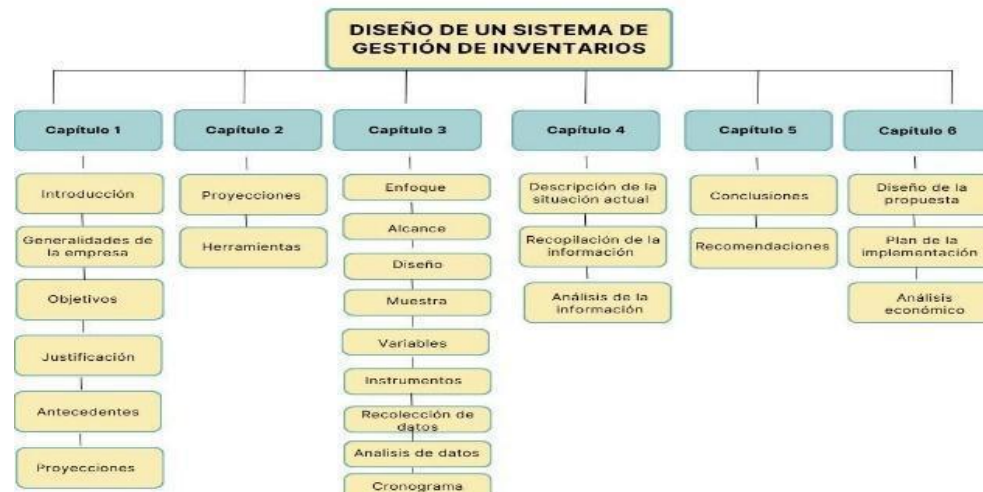 DISEÑO DE UN SISTEMA DE
GESTIÓN DE INVENTARIOS
Capítulo 1
Introducción
Generalidades de
la empresa
Objetivos
Justificación
Antecedentes
Proyecciones
Capítulo 2
Proyecciones
Herramientas
Capítulo 3
Enfoque
Alcance
Diseño
Muestra
Variables
Instrumentos
Recolección de
datos
Analisis de datos
Cronograma
Capítulo 4
Descripción de la
situación actual
Recopilación de la
información
Análisis de la
información
Capítulo 5
Conclusiones
Recomendaciones
Capítulo 6
Diseño de la
propuesta
Plan de la
implementación
Análisis
económico